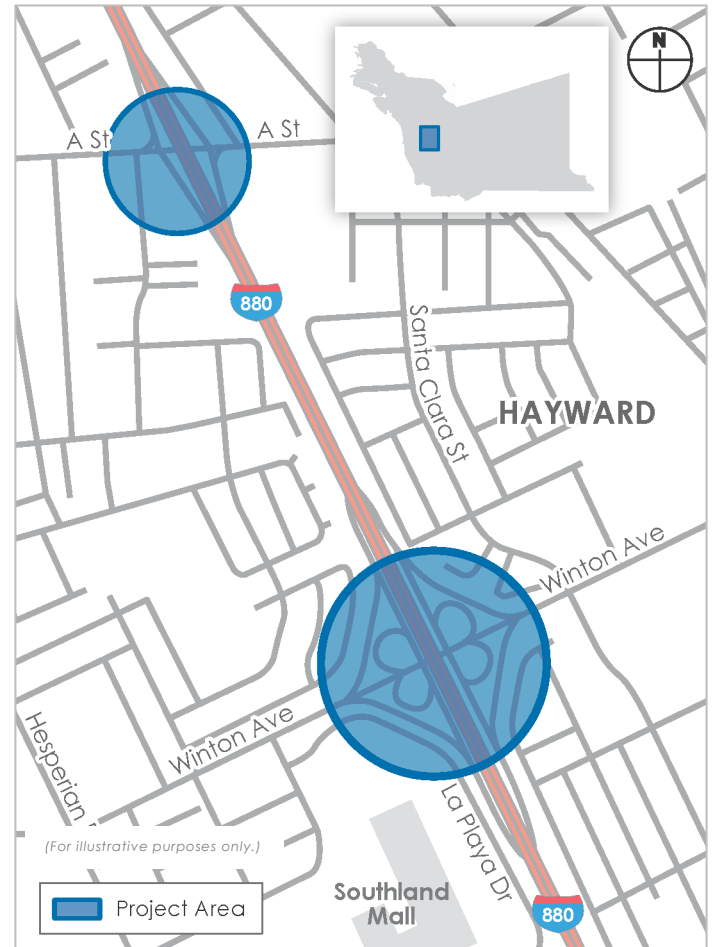 N
A St
A St
880
Santa Clara St
HAYWARD
Winton Ave
Winton Ave
Hesperian
La Playa Dr
(For illustrative purposes only.)
Project Area
Southland
Mall
880